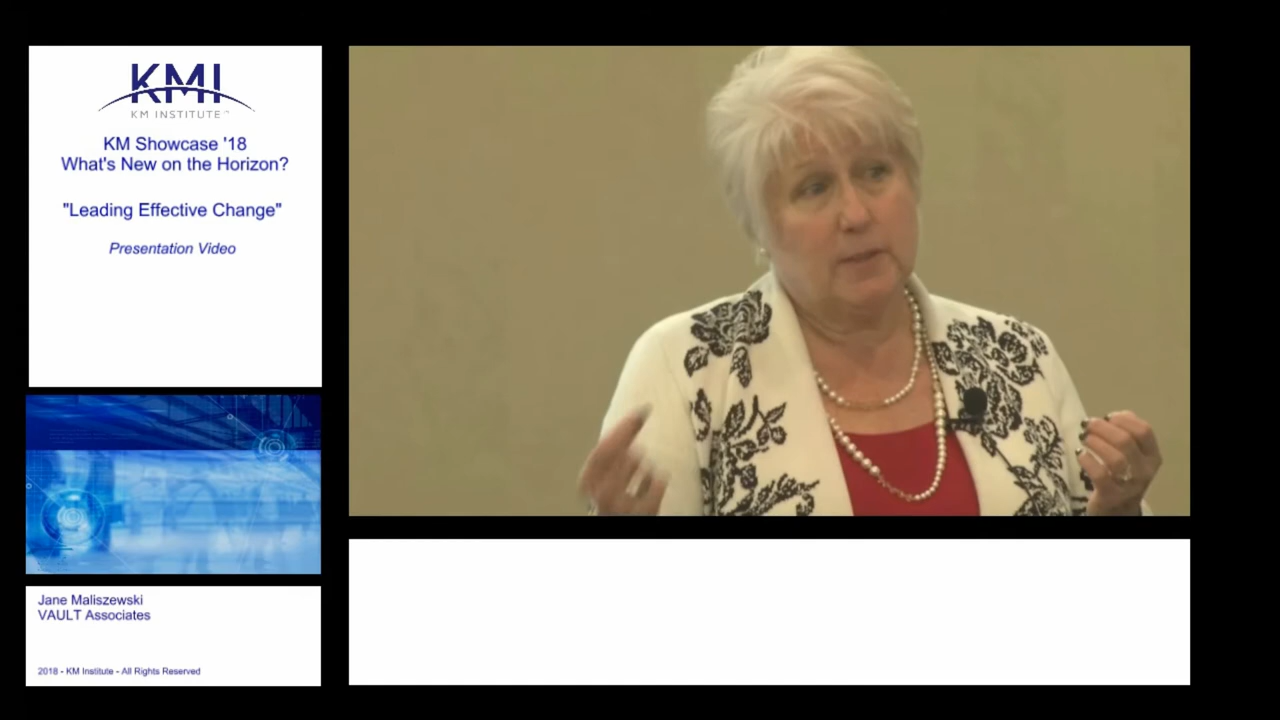 KMI
KM INSTITUTE
KM Showcase '18
What's New on the Horizon?
"Leading Effective Change"
Presentation Video
Jane Maliszewski
VAULT Associates
2018 - KM Institute - All Rights Reserved